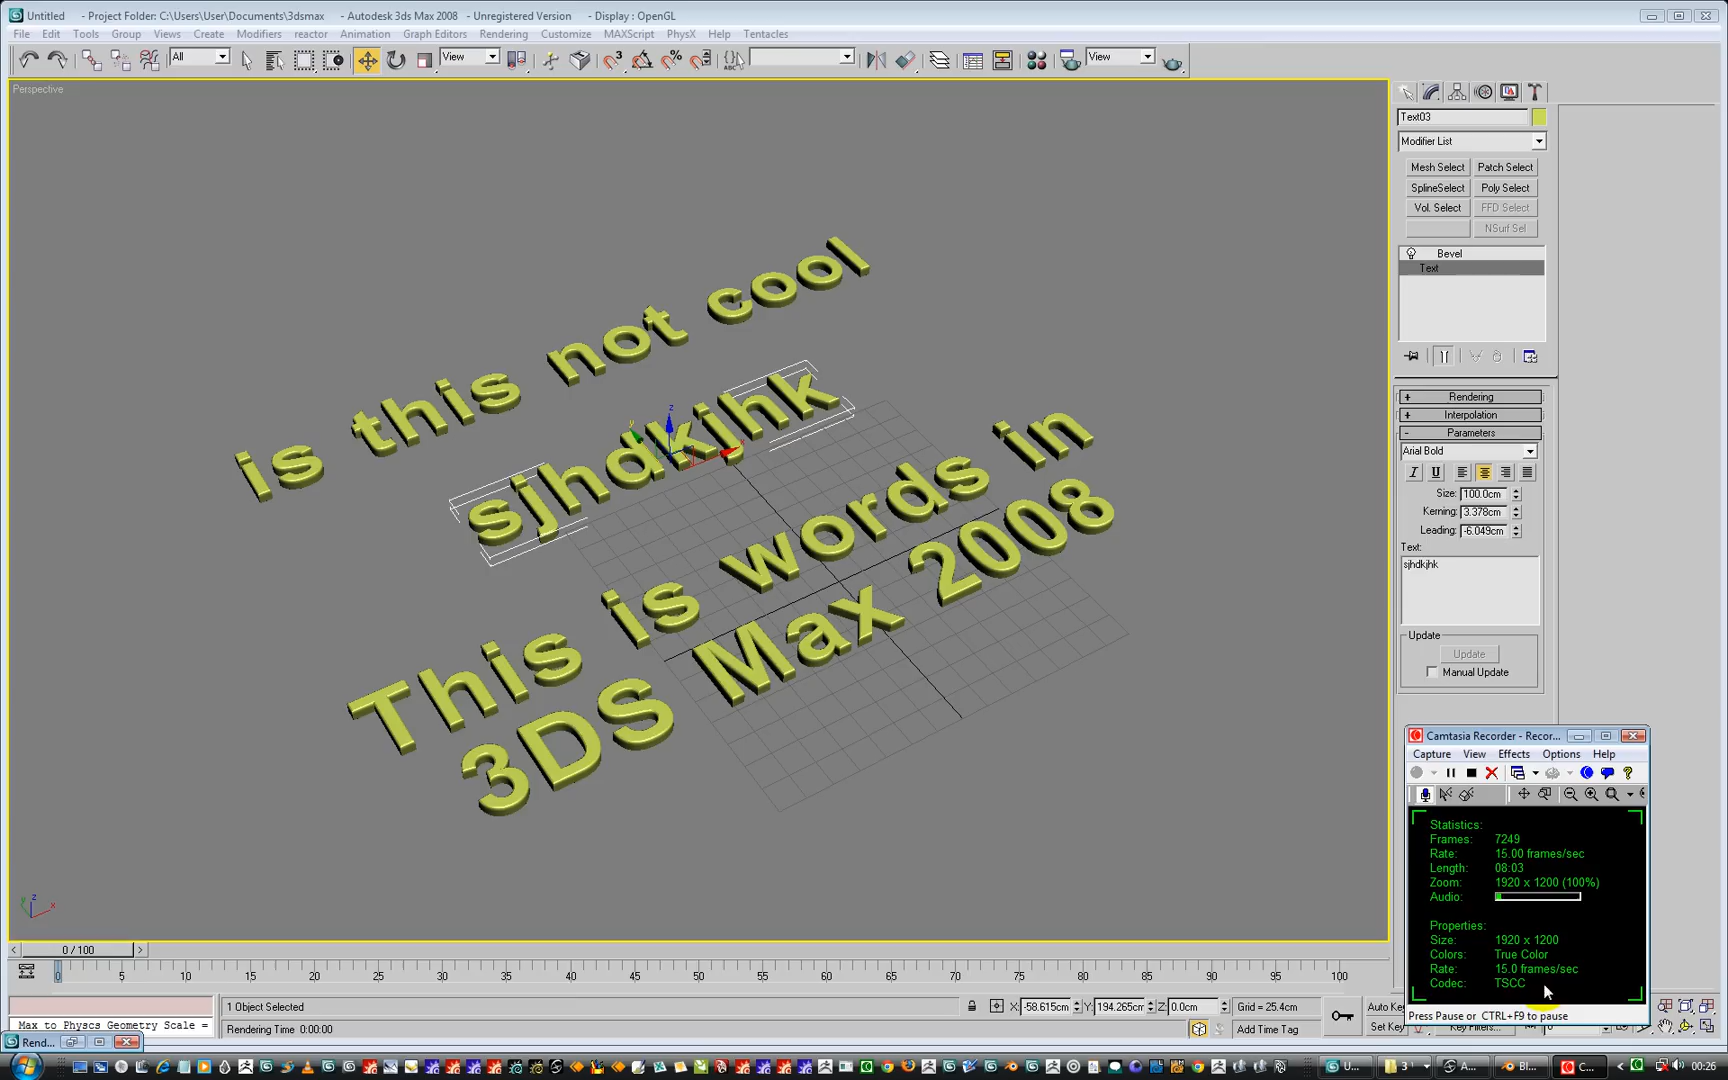 Untitled - Project Folder: C:\Users\User\Documents\3dsmax - Autodesk 3ds Max 2008 - Unregistered Version - Display : OpenGL
File Edit Tools Group Views Create Modifiers reactor Animation Graph Editors Rendering Customize MAXScript PhysX Help Tentacles
All View View
Perspective
is this not cool
sjhdkjhk
This is words in
3DS Max 2008
Text03
Modifier List
Mesh Select Patch Select
SplineSelect Poly Select
Vol. Select FFD Select
NSurf Sel
Bevel
Text
+ Rendering
+ Interpolation
- Parameters
Arial Bold
Size: 100.0cm
Kerning: 3.378cm
Leading: -6.049cm
Text:
sjhdkjhk
Update
Update
Manual Update
Camtasia Recorder - Recor...
Capture View Effects Options Help
Statistics:
Frames: 7249
Rate: 15.00 frames/sec
Length: 08:03
Zoom: 1920 x 1200 (100%)
Audio:
Properties:
Size: 1920 x 1200
Colors: True Color
Rate: 15.0 frames/sec
Codec: TSCC
Press Pause or CTRL+F9 to pause
0 / 100
0 5 10 15 20 25 30 35 40 45 50 55 60 65 70 75 80 85 90 95 100
1 Object Selected X: -58.615cm Y: 194.265cm Z: 0.0cm Grid = 25.4cm Auto Key
Max to Physcs Geometry Scale =
Rendering Time 0:00:00 Add Time Tag Set Key Key Filters...
Rend...
U... 3 A... Bl... C... 00:26